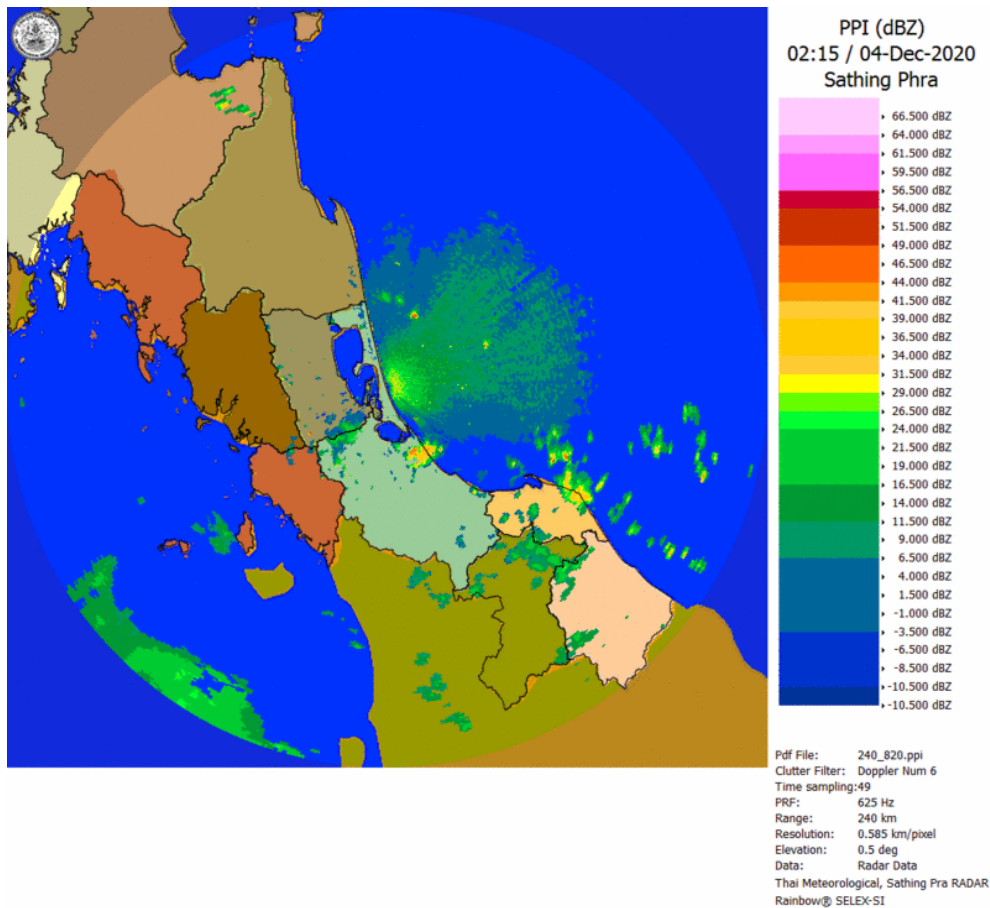 PPI (dBZ)
02:15 / 04-Dec-2020
Sathing Phra
66.500 dBZ
64.000 dBZ
61.500 dBZ
59.500 dBZ
56.500 dBZ
54.000 dBZ
51.500 dBZ
49.000 dBZ
46.500 dBZ
44.000 dBZ
41.500 dBZ
39.000 dBZ
36.500 dBZ
34.000 dBZ
31.500 dBZ
29.000 dBZ
26.500 dBZ
24.000 dBZ
21.500 dBZ
19.000 dBZ
16.500 dBZ
14.000 dBZ
11.500 dBZ
9.000 dBZ
6.500 dBZ
4.000 dBZ
1.500 dBZ
-1.000 dBZ
-3.500 dBZ
-6.500 dBZ
-8.500 dBZ
-10.500 dBZ
-10.500 dBZ
Pdf File: 240_820.ppi
Clutter Filter: Doppler Num 6
Time sampling:49
PRF: 625 Hz
Range: 240 km
Resolution: 0.585 km/pixel
Elevation: 0.5 deg
Data: Radar Data
Thai Meteorological, Sathing Pra RADAR
Rainbow® SELEX-SI